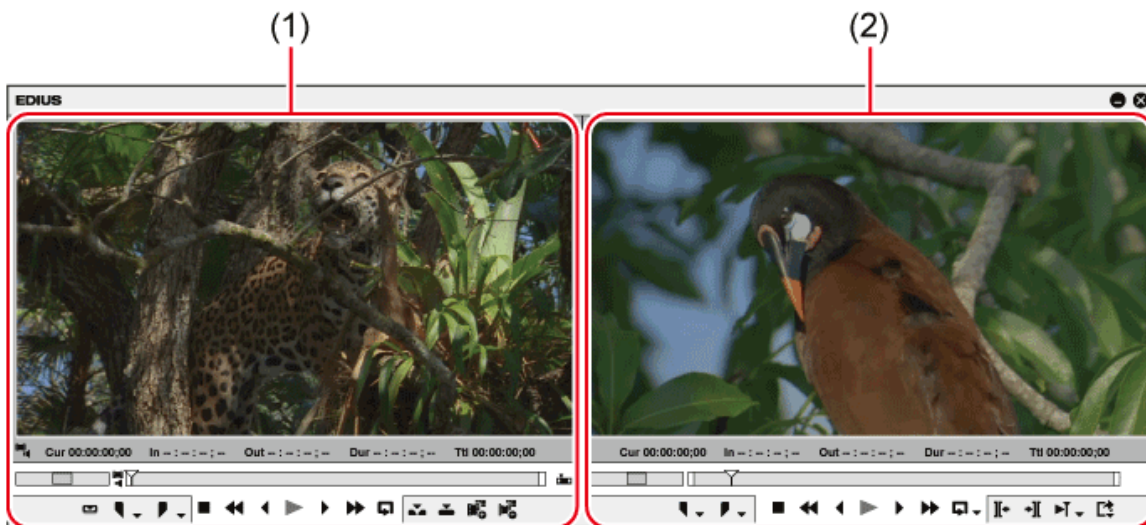 (1) (2)
EDIUS
Cur 00:00:00;00 In -- : -- : -- ; -- Out -- : -- : -- ; -- Dur -- : -- : -- ; -- Ttl 00:00:00;00 Cur 00:00:00;00 In -- : -- : -- ; -- Out -- : -- : -- ; -- Dur -- : -- : -- ; -- Ttl 00:00:00;00